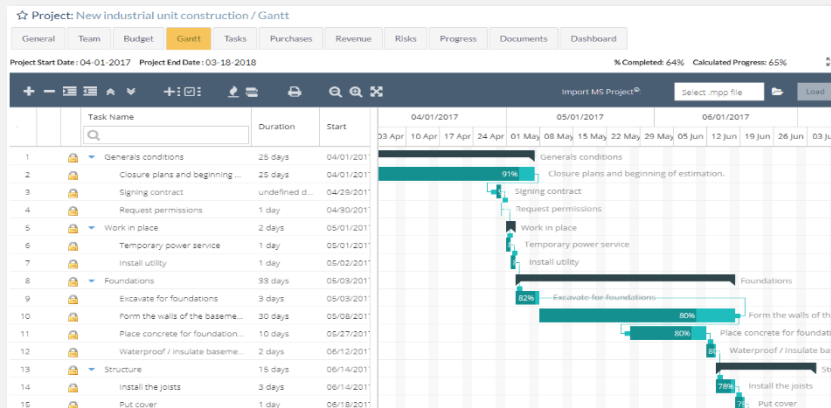 Project: New industrial unit construction / Gantt
General Team Budget Gantt Tasks Purchases Revenue Risks Progress Documents Dashboard
Project Start Date : 04-01-2017 Project End Date : 03-18-2018 % Completed: 64% Calculated Progress: 65%
Import MS Project® Select .mpp file Load
Task Name Duration Start
04/01/2017 05/01/2017 06/01/2017
03 Apr 10 Apr 17 Apr 24 Apr 01 May 08 May 15 May 22 May 29 May 05 Jun 12 Jun 19 Jun 26 Jun 03 Ju
1 Generals conditions 25 days 04/01/201 Generals conditions
2 Closure plans and beginning ... 25 days 04/01/201 91% Closure plans and beginning of estimation.
3 Signing contract undefined d... 04/29/201 Signing contract
4 Request permissions 1 day 04/30/201 Request permissions
5 Work in place 2 days 05/01/201 Work in place
6 Temporary power service 1 day 05/01/201 Temporary power service
7 Install utility 1 day 05/02/201 Install utility
8 Foundations 33 days 05/03/201 Foundations
9 Excavate for foundations 3 days 05/03/201 82% Excavate for foundations
10 Form the walls of the baseme... 30 days 05/08/201 80% Form the walls of th
11 Place concrete for foundation... 10 days 05/27/201 80% Place concrete for foundati
12 Waterproof / Insulate baseme... 2 days 06/12/201 Waterproof / Insulate ba
13 Structure 15 days 06/14/201
14 Install the joists 3 days 06/14/201 78% Install the joists
15 Put cover 1 day 06/18/201 Put cover